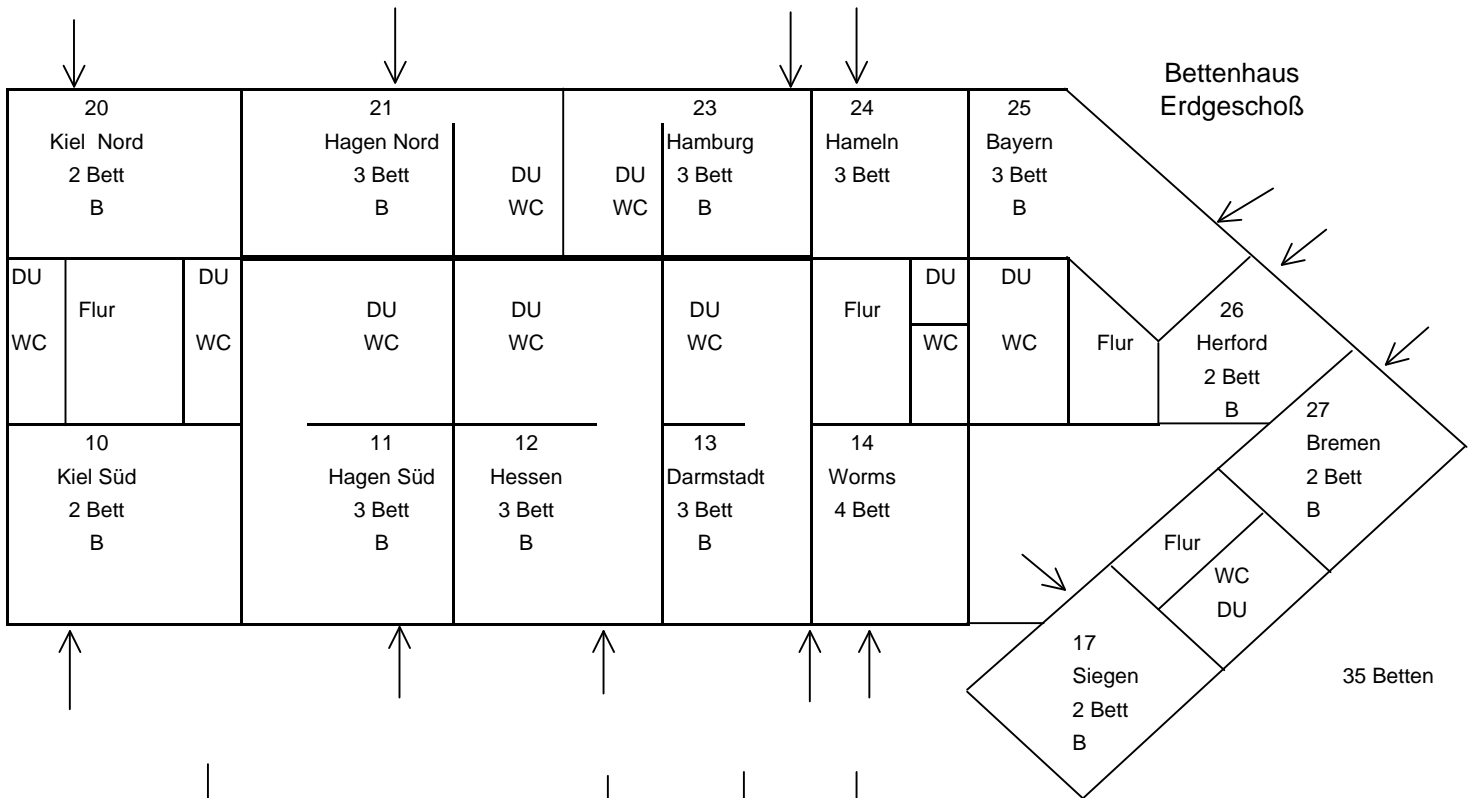 Bettenhaus
Erdgeschoß
20
Kiel Nord
2 Bett
B
21
Hagen Nord
3 Bett
B
DU
WC
DU
WC
23
Hamburg
3 Bett
B
24
Hameln
3 Bett
25
Bayern
3 Bett
B
DU
WC
Flur
DU
WC
DU
WC
DU
WC
DU
WC
Flur
DU
WC
DU
WC
Flur
26
Herford
2 Bett
B
27
Bremen
2 Bett
B
10
Kiel Süd
2 Bett
B
11
Hagen Süd
3 Bett
B
12
Hessen
3 Bett
B
13
Darmstadt
3 Bett
B
14
Worms
4 Bett
Flur
WC
DU
17
Siegen
2 Bett
B
35 Betten